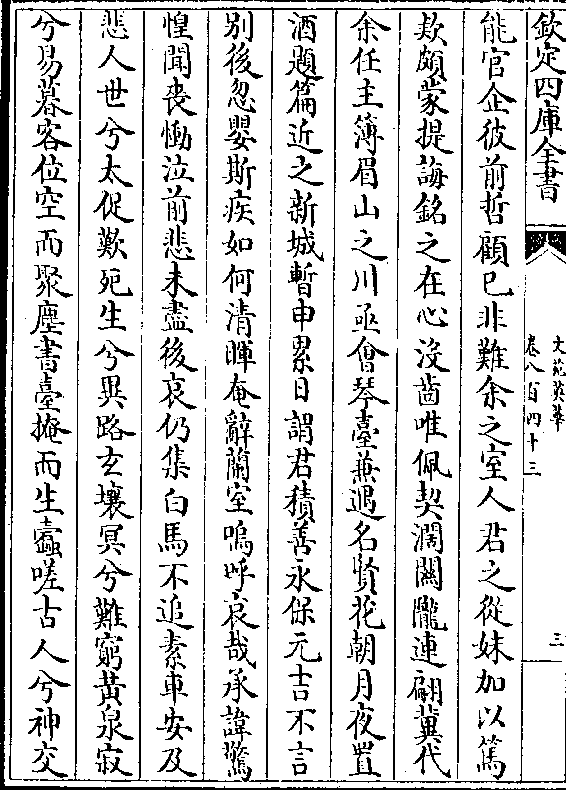 欽定四庫全書
文苑英華
卷八百四十三
三
能官企彼前哲顧已非難余之室人君之從妹加以篤
欵頗蒙提誨銘之在心沒齒唯佩契濶關隴連翩冀代
余任主簿眉山之川亟會琴臺兼遇名賢花朝月夜置
酒題篇近之新城暫申累日謂君積善永保元吉不言
别後忽嬰斯疾如何清暉奄辭蘭室嗚呼哀哉承諱驚
惶聞喪慟泣前悲未盡後哀仍集白馬不追素車安及
悲人世兮太促歎死生兮異路玄壤冥兮難窮黄泉寂
兮易暮客位空而聚塵書臺掩而生蠧嗟古人兮神交